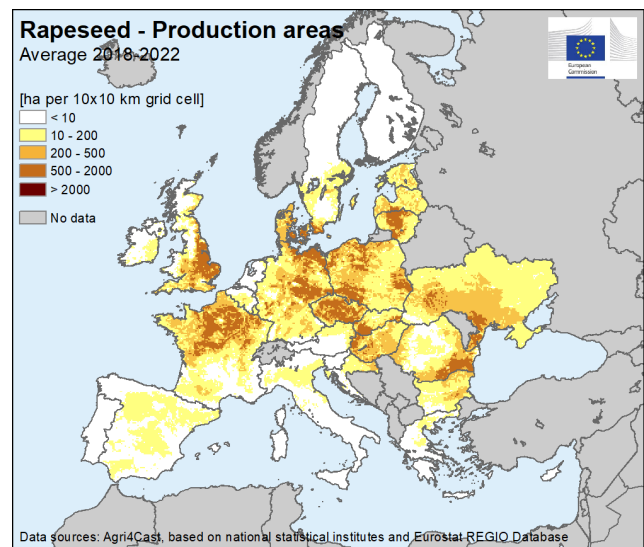 Rapeseed - Production areas
Average 2018-2022
[ha per 10x10 km grid cell]
< 10
10 - 200
200 - 500
500 - 2000
> 2000
No data
European
Commission
Data sources: Agri4Cast, based on national statistical institutes and Eurostat REGIO Database